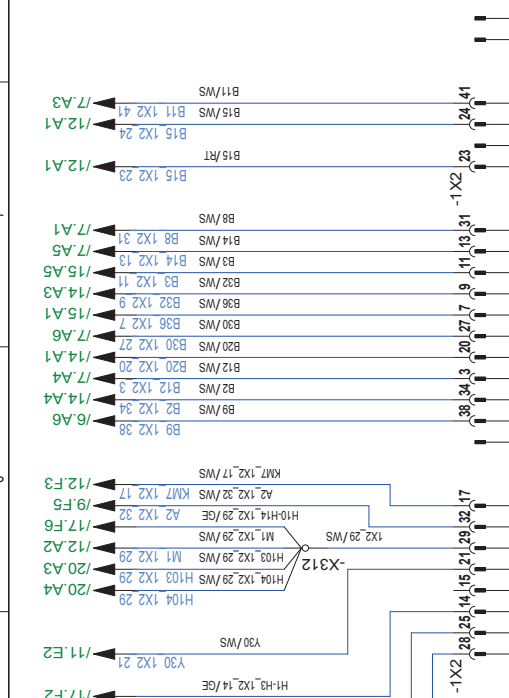 /7.A3
B11/WS
B11 1X2 41
41
/12.A1
B15/WS
B15 1X2 24
24
/12.A1
B15/RT
B15 1X2 23
23
-1X2
/7.A1
B8/WS
B8 1X2 31
31
/7.A5
B14/WS
B14 1X2 13
13
/15.A5
B3/WS
B3 1X2 11
11
/14.A3
B32/WS
B32 1X2 9
9
/15.A1
B36/WS
B36 1X2 7
7
/7.A6
B30/WS
B30 1X2 27
27
/14.A1
B20/WS
B20 1X2 20
20
/7.A4
B12/WS
B12 1X2 3
3
/14.A4
B2/WS
B2 1X2 34
34
/6.A6
B9/WS
B9 1X2 38
38
/12.F3
KM7_1X2_17/WS
KM7 1X2 17
17
/9.F5
A2_1X2_32/WS
A2 1X2 32
32
/17.F6
H10-H14_1X2_29/GE
/12.A2
M1_1X2_29/WS
M1 1X2 29
1X2_29/WS
29
-X312
/20.A3
H103_1X2_29/WS
H103 1X2 29
21
/20.A4
H104_1X2_29/WS
H104 1X2 29
15
14
25
/11.E2
Y30/WS
Y30 1X2 21
28
-1X2
/17.F2
H1-H3_1X2_14/GE